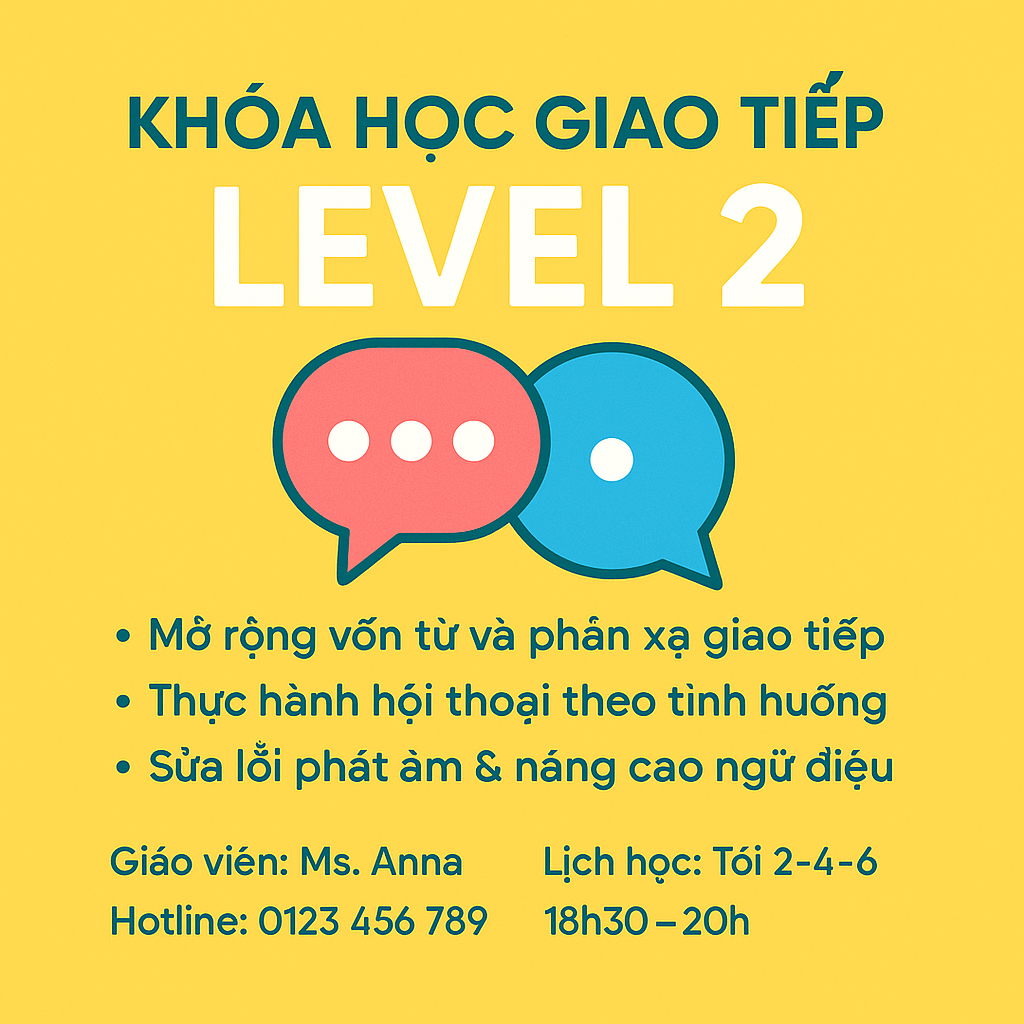 KHÓA HỌC GIAO TIẾP
LEVEL 2
• Mở rộng vốn từ và phản xạ giao tiếp
• Thực hành hội thoại theo tình huống
• Sửa lỗi phát àm & náng cao ngữ điệu
Giáo vién: Ms. Anna
Lịch học: Tói 2-4-6
Hotline: 0123 456 789
18h30 – 20h